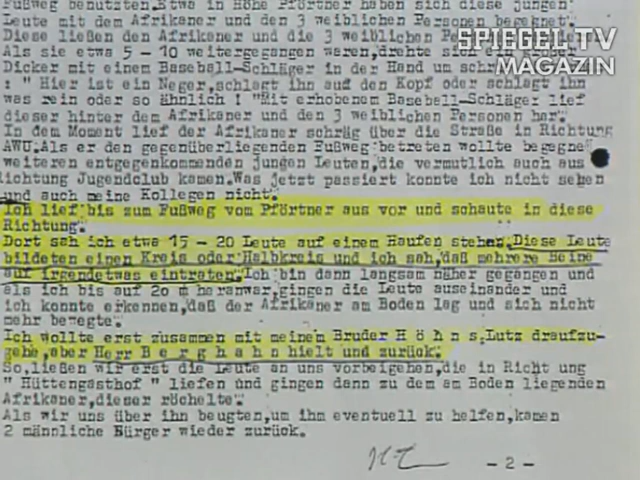 Fußweg benutzten.Etwa in Höhe Pförtner haben sich diese jungen
Leute mit dem Afrikaner und den 3 weiblichen Personen begegnet.
Diese ließen den Afrikaner und die 3 weiblichen
SPIEGEL TV
MAGAZIN
Als sie etwa 5 - 10 weitergegangen waren,drehte sich
Dicker mit einem Baseball-Schläger in der Hand um
: " Hier ist ein Neger,schlagt ihn auf den Kopf oder schlagt ihn
was rein oder so ähnlich ! "Mit erhobenem Baseball-Schläger lief
dieser hinter dem Afrikaner und den 3 weiblichen Personen her".
In dem Moment lief der Afrikaner schräg über die Straße in Richtung
AWU.Als er den gegenüberliegenden Fußweg betreten wollte begegne
weiteren entgegenkommenden jungen Leuten,die vermutlich auch aus
ichtung Jugendclub kamen.Was jetzt passiert konnte ich nicht sehen
und auch meine Kollegen nicht.
Ich lief bis zum Fußweg vom Pförtner aus vor und schaute in diese
Richtung.
Dort sah ich etwa 15 - 20 Leute auf einem Haufen stehen.Diese Leute
bildeten einen Kreis oder Halbkreis und ich sah,daß mehrere Beine
auf irgendetwas eintraten.Ich bin dann langsam näher gegangen und
als ich bis auf 20 m heranwar,gingen die Leute auseinander und
ich konnte erkennen,daß der Afrikaner am Boden lag und sich nicht
mehr bewegte.
Ich wollte erst zusammen mit meinem Bruder H ö h n s,Lutz draufzu-
gehe,aber Herr B e r g h a h n hielt und zurück.
So,ließen wir erst die Leute an uns vorbeigehen,die in Richt ung
" Hüttengasthof " liefen und gingen dann zu dem am Boden liegenden
Afrikaner,dieser röchelte.
Als wir uns über ihn beugten,um ihm eventuell zu helfen,kamen
2 männliche Bürger wieder zurück.
- 2 -